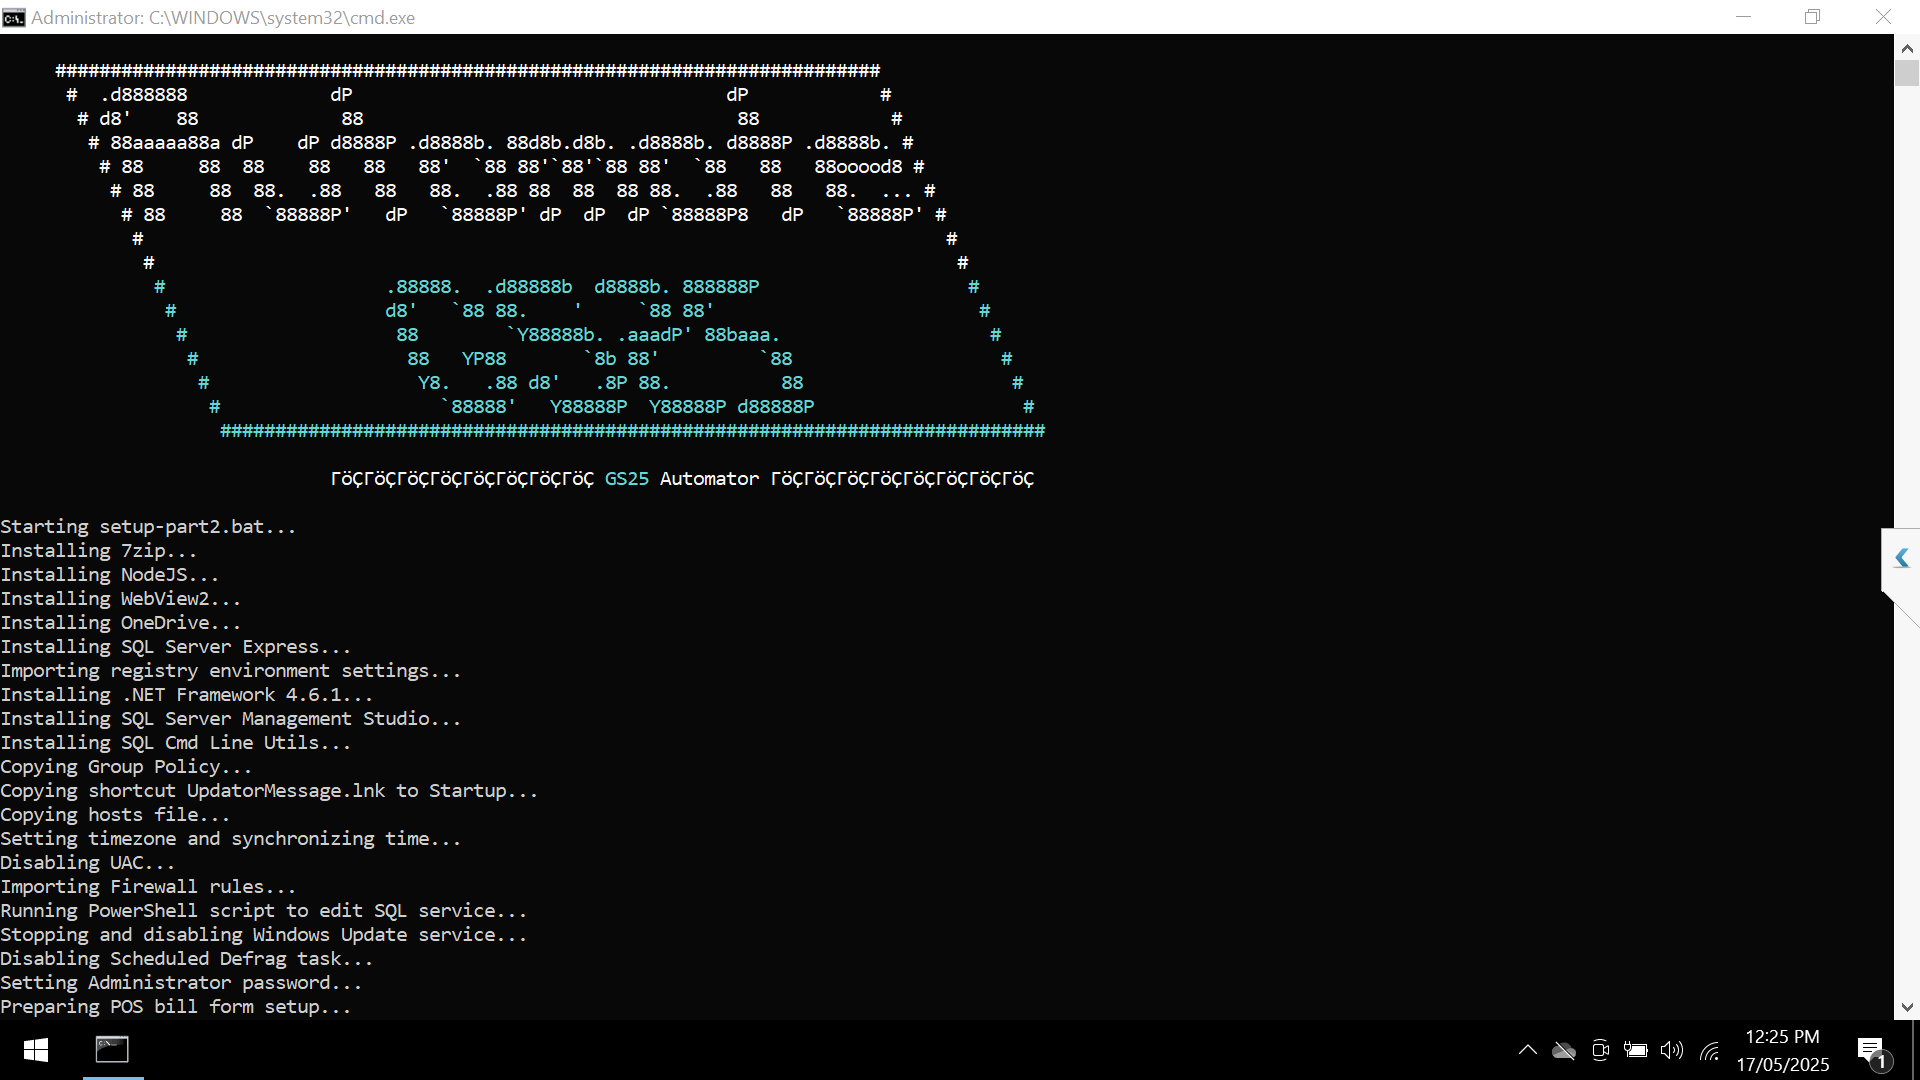 Administrator: C:\WINDOWS\system32\cmd.exe
###########################################################################
#  .d888888             dP                                  dP            #
# d8'    88             88                                  88            #
# 88aaaaa88a dP    dP d8888P .d8888b. 88d8b.d8b. .d8888b. d8888P .d8888b. #
# 88     88  88    88   88   88'  `88 88'`88'`88 88'  `88   88   88ooood8 #
# 88     88  88.  .88   88   88.  .88 88  88  88 88.  .88   88   88.  ... #
# 88     88  `88888P'   dP   `88888P' dP  dP  dP `88888P8   dP   `88888P' #
#                                                                         #
#                                                                         #
#                    .88888.  .d88888b  d8888b. 888888P                   #
#                   d8'   `88 88.    '     `88 88'                        #
#                   88        `Y88888b. .aaadP' 88baaa.                   #
#                   88   YP88       `8b 88'         `88                   #
#                   Y8.   .88 d8'   .8P 88.          88                   #
#                    `88888'   Y88888P  Y88888P d88888P                   #
###########################################################################
ΓöÇΓöÇΓöÇΓöÇΓöÇΓöÇΓöÇΓöÇ GS25 Automator ΓöÇΓöÇΓöÇΓöÇΓöÇΓöÇΓöÇΓöÇ
Starting setup-part2.bat...
Installing 7zip...
Installing NodeJS...
Installing WebView2...
Installing OneDrive...
Installing SQL Server Express...
Importing registry environment settings...
Installing .NET Framework 4.6.1...
Installing SQL Server Management Studio...
Installing SQL Cmd Line Utils...
Copying Group Policy...
Copying shortcut UpdatorMessage.lnk to Startup...
Copying hosts file...
Setting timezone and synchronizing time...
Disabling UAC...
Importing Firewall rules...
Running PowerShell script to edit SQL service...
Stopping and disabling Windows Update service...
Disabling Scheduled Defrag task...
Setting Administrator password...
Preparing POS bill form setup...
12:25 PM
17/05/2025
1